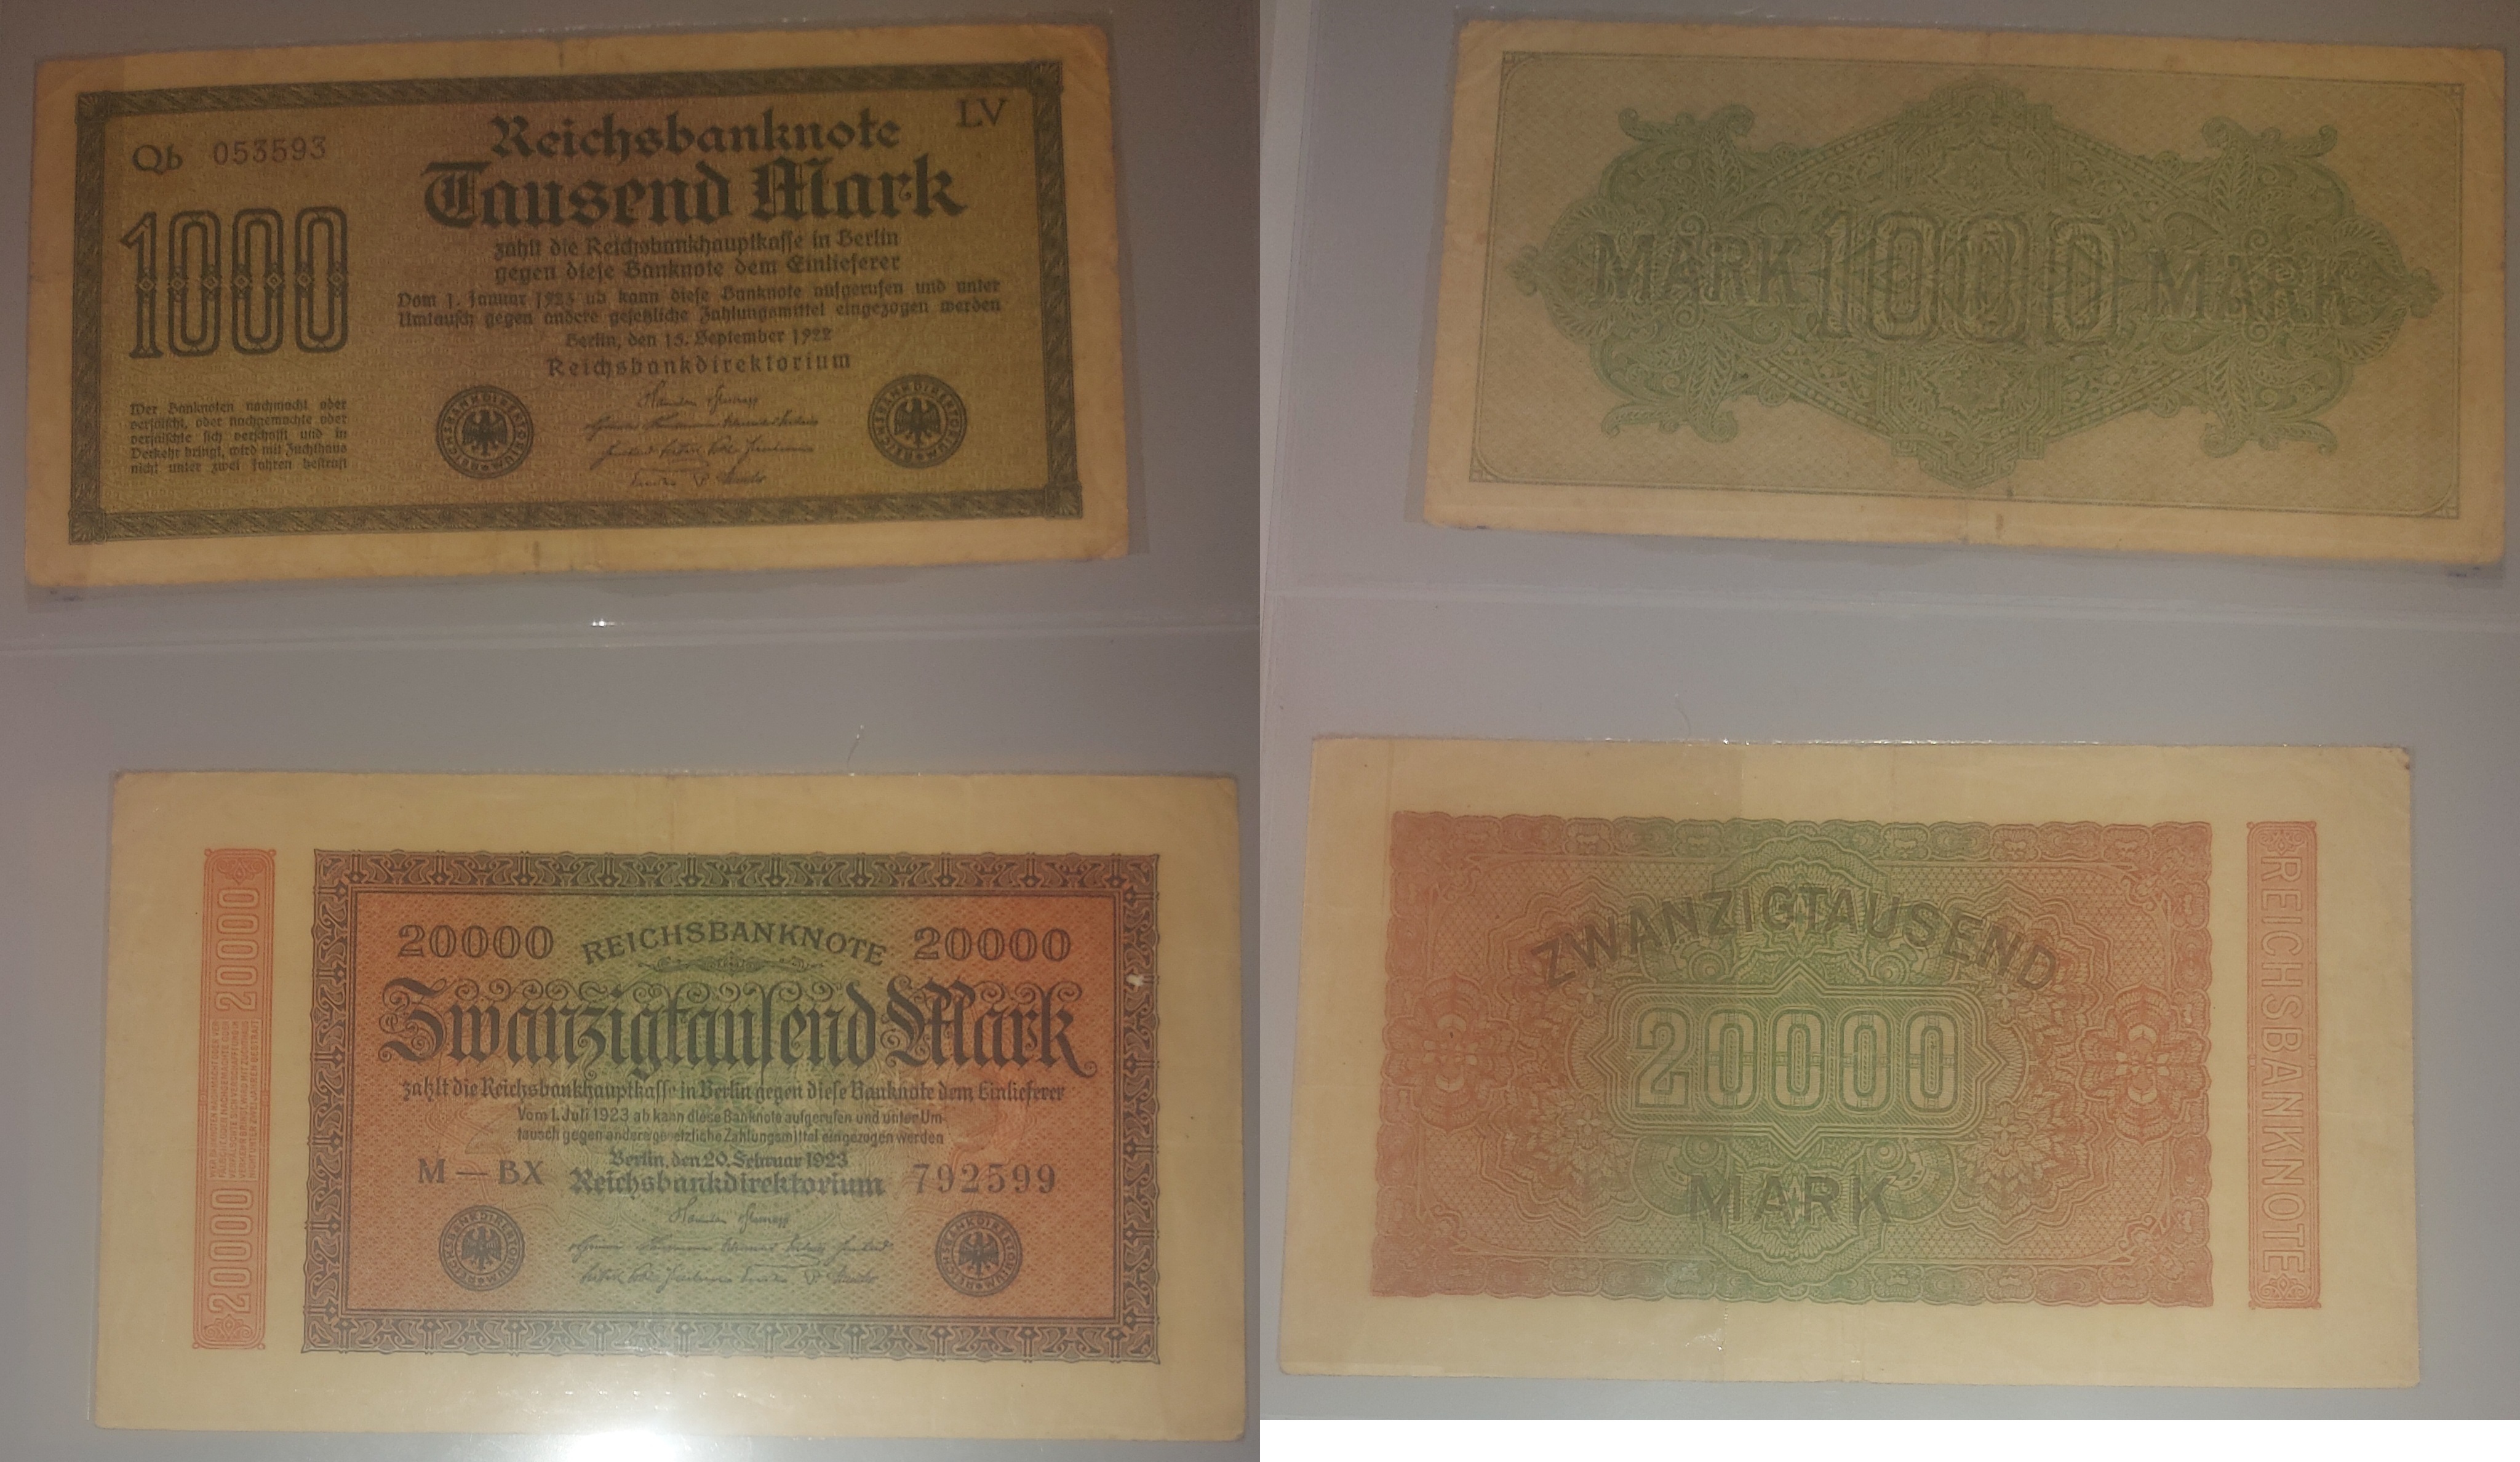 Qb 053593
LV
Reichsbanknote
Tausend Mark
1000
zahlt die Reichsbankhauptkasse in Berlin
gegen diese Banknote dem Einlieferer
Vom 1. Januar 1923 ab kann diese Banknote aufgerufen und unter
Umtausch gegen andere gesetzliche Zahlungsmittel eingezogen werden
Berlin, den 15. September 1922
Reichsbankdirektorium
Wer Banknoten nachmacht oder
verfälscht, oder nachgemachte oder
verfälschte sich verschafft und in
Verkehr bringt, wird mit Zuchthaus
nicht unter zwei Jahren bestraft
REICHSBANKDIREKTORIUM
REICHSBANKDIREKTORIUM
MARK 1000 MARK
20000
20000
20000 REICHSBANKNOTE 20000
Zwanzigtausend Mark
zahlt die Reichsbankhauptkasse in Berlin gegen diese Banknote dem Einlieferer
Vom 1. Juli 1923 ab kann diese Banknote aufgerufen und unter Um-
tausch gegen andere gesetzliche Zahlungsmittel eingezogen werden
Berlin, den 20. Februar 1923
M — BX Reichsbankdirektorium 792599
REICHSBANKDIREKTORIUM
REICHSBANKDIREKTORIUM
ZWANZIGTAUSEND
20000
MARK
REICHSBANKNOTE